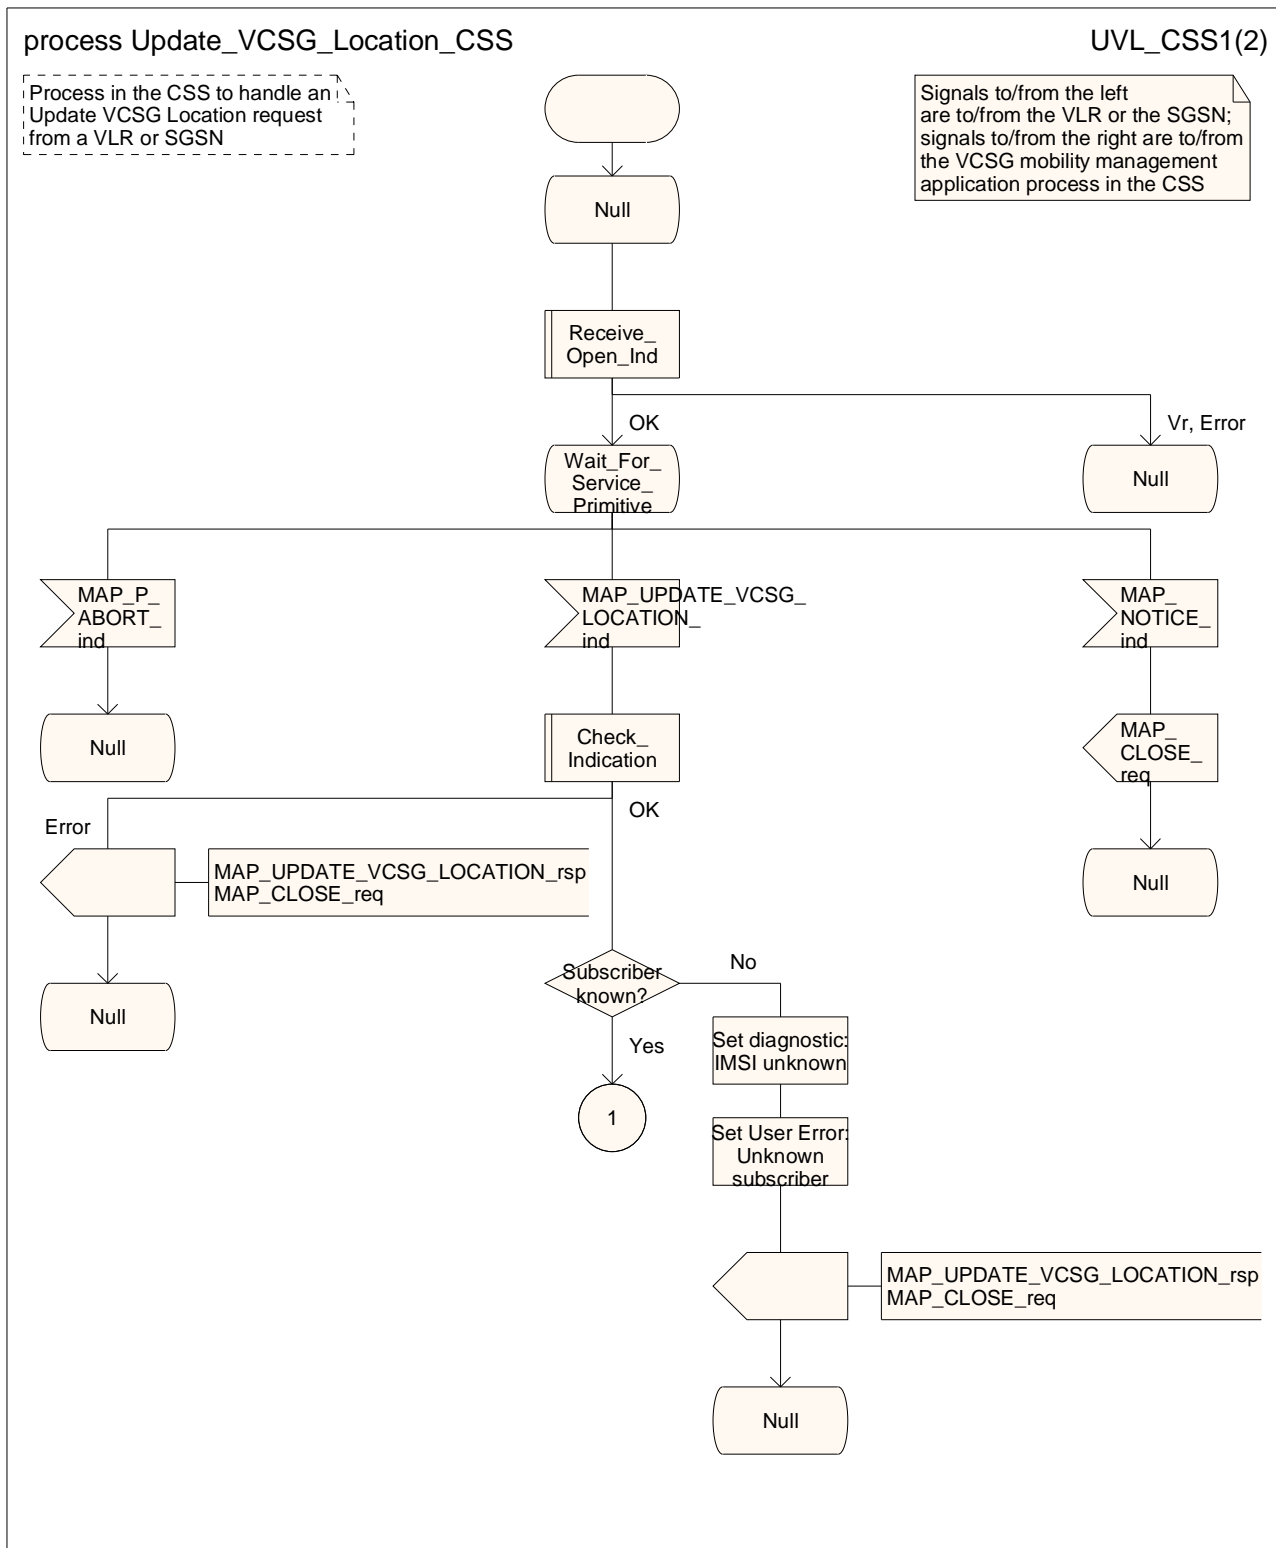 process Update_VCSG_Location_CSS
UVL_CSS1(2)
Process in the CSS to handle an
Update VCSG Location request
from a VLR or SGSN
Signals to/from the left
are to/from the VLR or the SGSN;
signals to/from the right are to/from
the VCSG mobility management
application process in the CSS
Null
Receive_
Open_Ind
OK
Vr, Error
Wait_For_
Service_
Primitive
Null
MAP_P_
ABORT_
ind
MAP_UPDATE_VCSG_
LOCATION_
ind
MAP_
NOTICE_
ind
Null
Check_
Indication
MAP_
CLOSE_
req
OK
Error
MAP_UPDATE_VCSG_LOCATION_rsp
MAP_CLOSE_req
Null
Null
Subscriber
known?
No
Yes
Set diagnostic:
IMSI unknown
1
Set User Error:
Unknown
subscriber
MAP_UPDATE_VCSG_LOCATION_rsp
MAP_CLOSE_req
Null